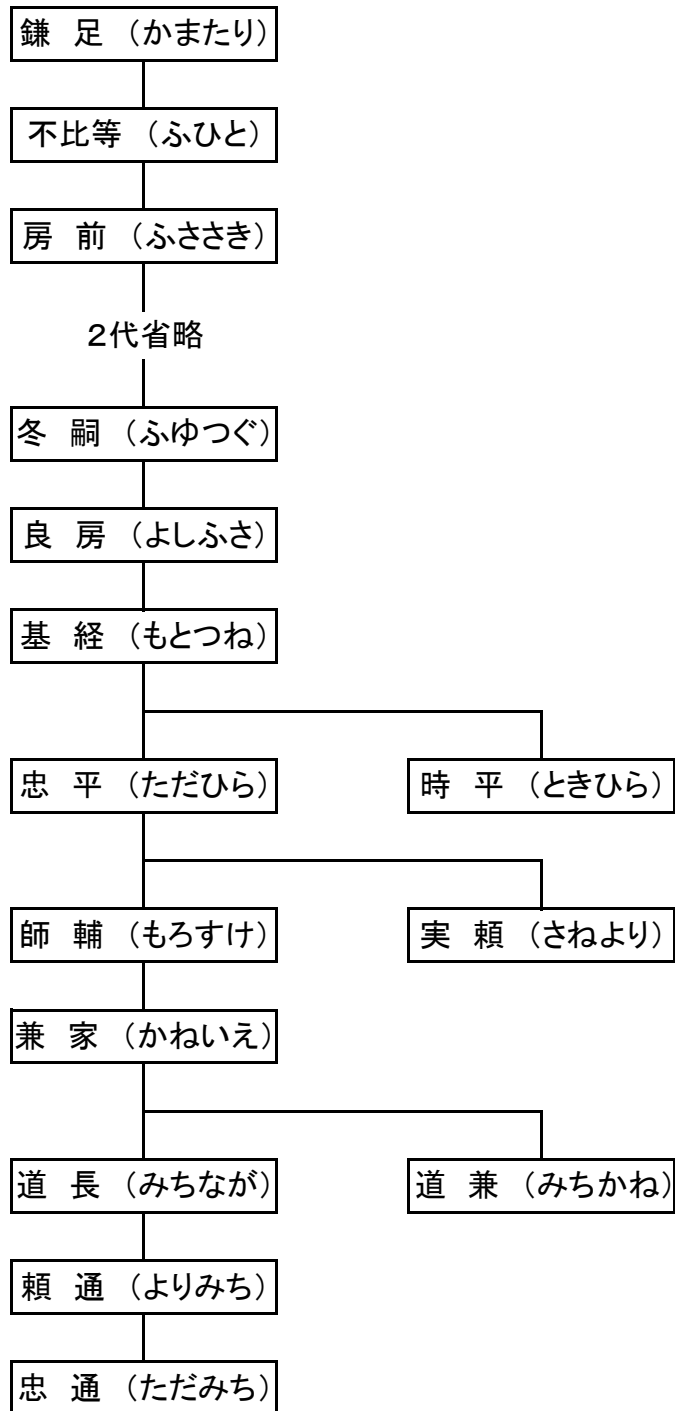 鎌 足 （かまたり）
不比等 （ふひと）
房 前 （ふささき）
２代省略
冬 嗣 （ふゆつぐ）
良 房 （よしふさ）
基 経 （もとつね）
忠 平 （ただひら）
時 平 （ときひら）
師 輔 （もろすけ）
実 頼 （さねより）
兼 家 （かねいえ）
道 長 （みちなが）
道 兼 （みちかね）
頼 通 （よりみち）
忠 通 （ただみち）